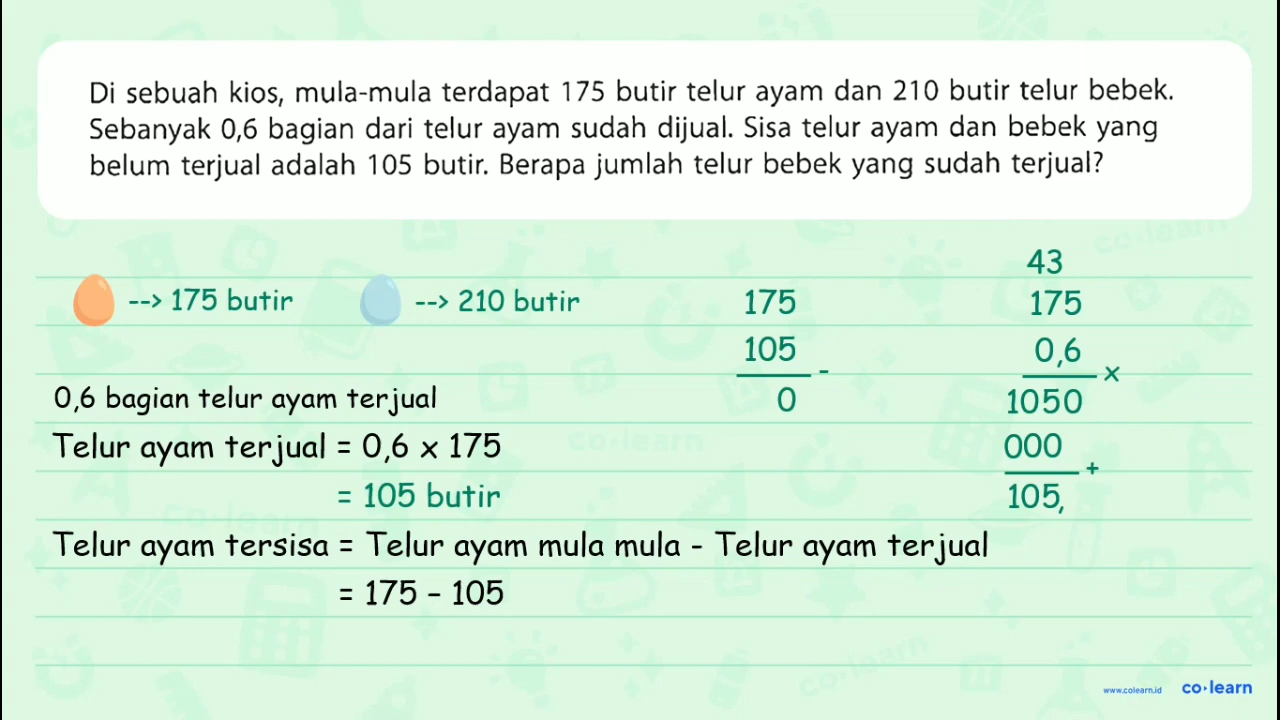 Di sebuah kios, mula-mula terdapat 175 butir telur ayam dan 210 butir telur bebek.
Sebanyak 0,6 bagian dari telur ayam sudah dijual. Sisa telur ayam dan bebek yang
belum terjual adalah 105 butir. Berapa jumlah telur bebek yang sudah terjual?
--> 175 butir
--> 210 butir
0,6 bagian telur ayam terjual
Telur ayam terjual = 0,6 x 175
= 105 butir
Telur ayam tersisa = Telur ayam mula mula - Telur ayam terjual
= 175 - 105
175
105
-
0
43
175
0,6
x
1050
000
+
105,
www.colearn.id
co·learn